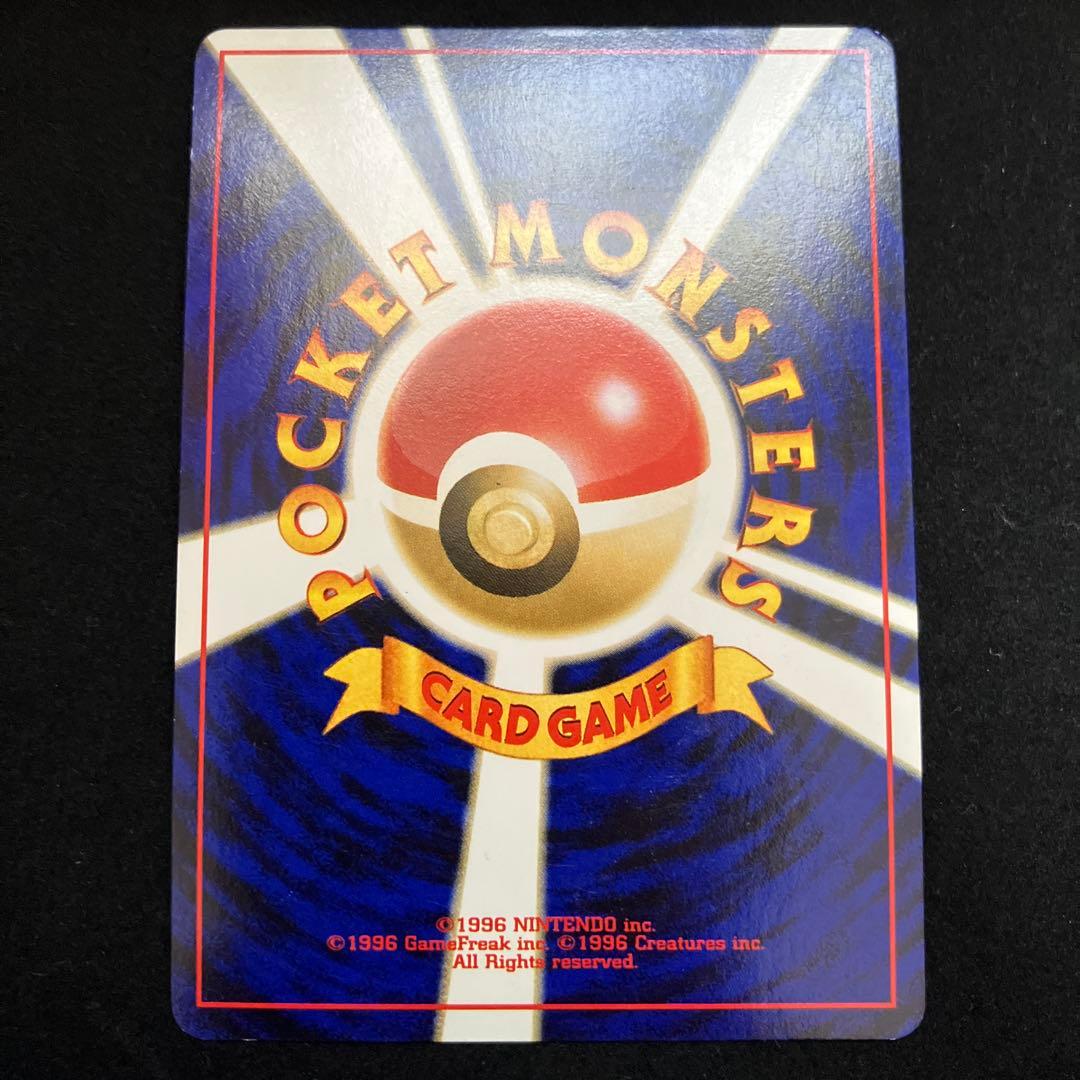 POCKET MONSTERS
CARD GAME
©1996 NINTENDO inc.
©1996 GameFreak inc. ©1996 Creatures inc.
All Rights reserved.